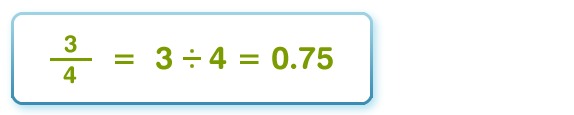 3/4 = 3 ÷ 4 = 0.75